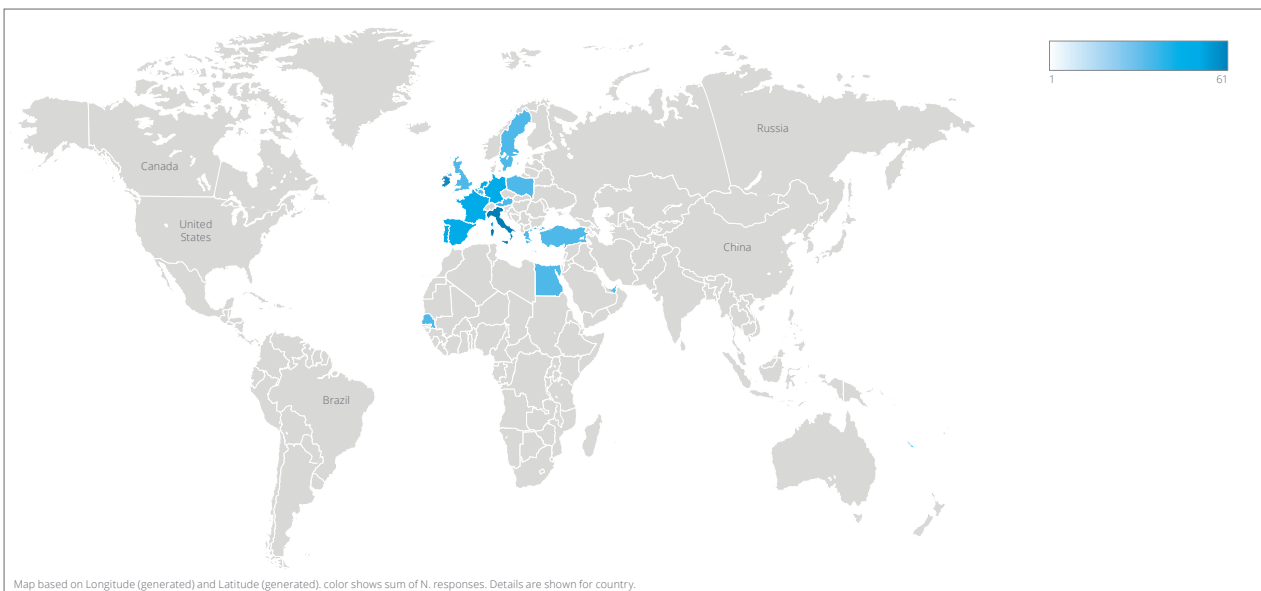 1
61
Russia
Canada
United
States
China
Brazil
Map based on Longitude (generated) and Latitude (generated). color shows sum of N. responses. Details are shown for country.